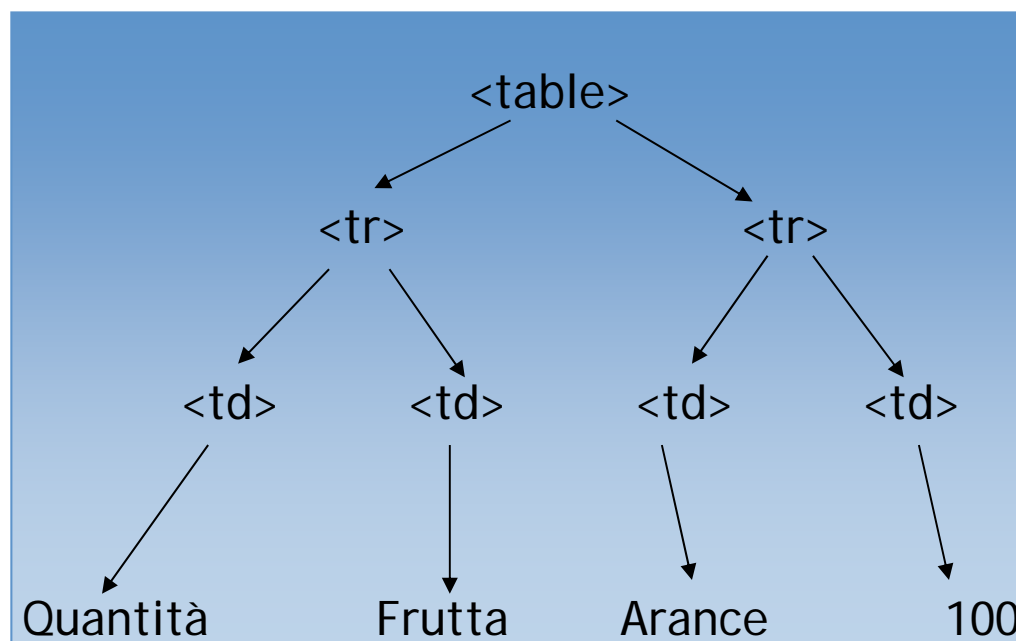 <table>
<tr> <tr>
<td> <td> <td> <td>
Quantità Frutta Arance 100